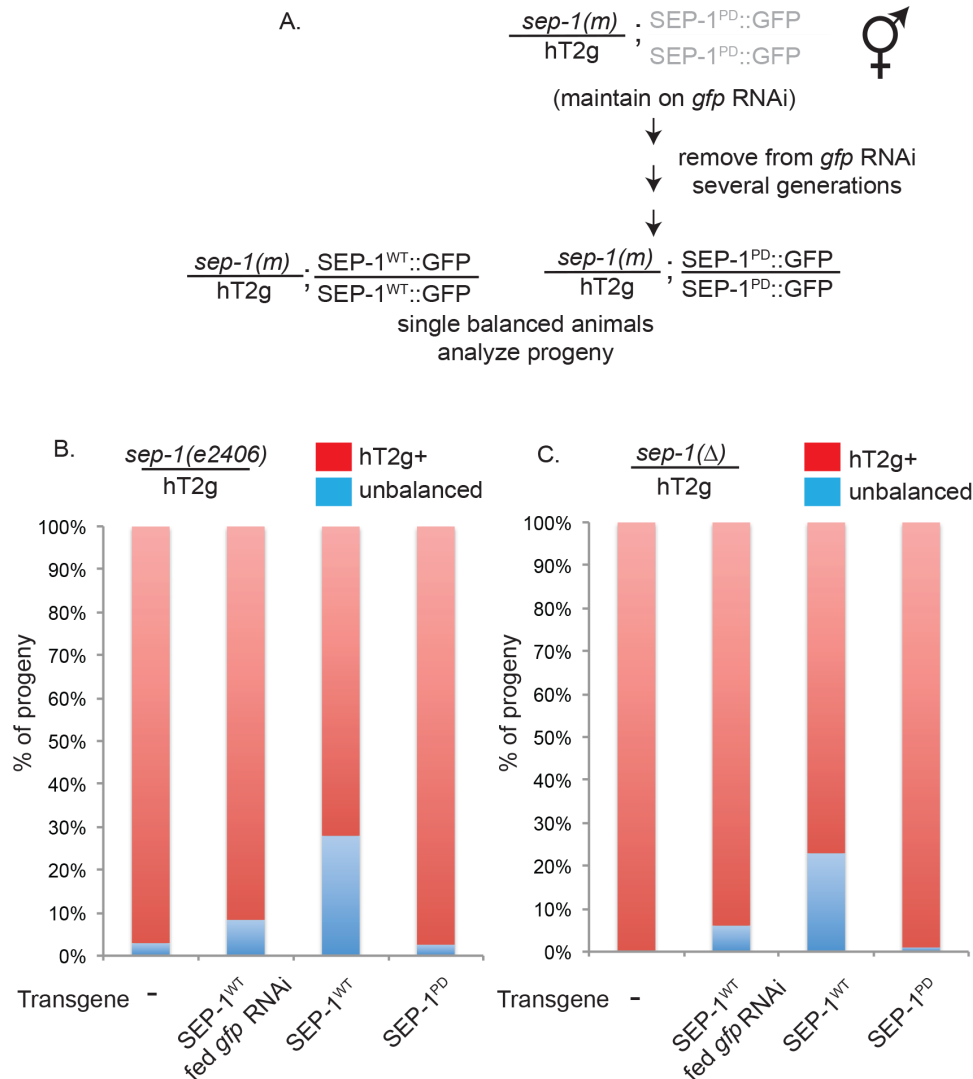 A.
sep-1(m)
hT2g
;
SEP-1PD::GFP
SEP-1PD::GFP
(maintain on gfp RNAi)
remove from gfp RNAi
several generations
sep-1(m)
hT2g
;
SEP-1WT::GFP
SEP-1WT::GFP
sep-1(m)
hT2g
;
SEP-1PD::GFP
SEP-1PD::GFP
single balanced animals
analyze progeny
B.
sep-1(e2406)
hT2g
hT2g+
unbalanced
100%
90%
80%
70%
60%
50%
40%
30%
20%
10%
0%
% of progeny
Transgene
-
SEP-1WT
fed gfp RNAi
SEP-1WT
SEP-1PD
C.
sep-1(Δ)
hT2g
hT2g+
unbalanced
100%
90%
80%
70%
60%
50%
40%
30%
20%
10%
0%
% of progeny
Transgene
-
SEP-1WT
fed gfp RNAi
SEP-1WT
SEP-1PD